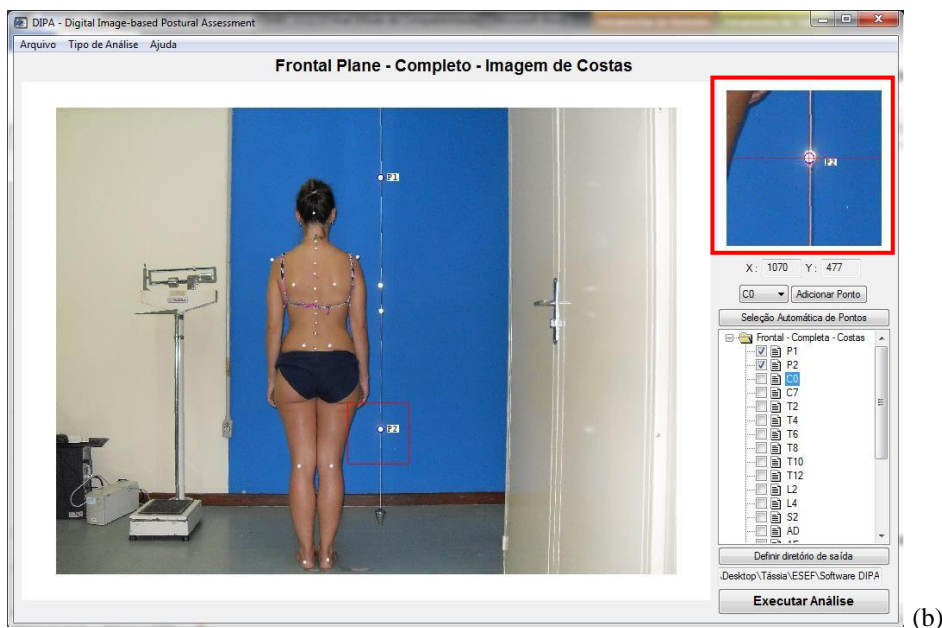 DIPA - Digital Image-based Postural Assessment
Arquivo Tipo de Análise Ajuda
Frontal Plane - Completo - Imagem de Costas
P1
P2
P2
X: 1070 Y: 477
C0 Adicionar Ponto
Seleção Automática de Pontos
Frontal - Completa - Costas
P1
P2
C0
C7
T2
T4
T6
T8
T10
T12
L2
L4
S2
AD
Definir diretório de saída
.Desktop\Tássia\ESEF\Software DIPA
Executar Análise
(b)